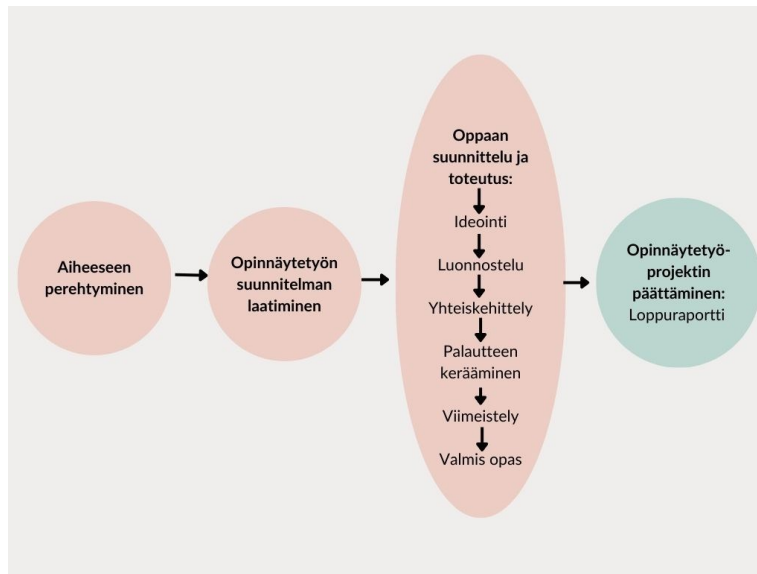 Aiheeseen
perehtyminen
Opinnäytetyön
suunnitelman
laatiminen
Oppaan
suunnittelu ja
toteutus:
Ideointi
Luonnostelu
Yhteiskehittely
Palautteen
kerääminen
Viimeistely
Valmis opas
Opinnäytetyö-
projektin
päättäminen:
Loppuraportti